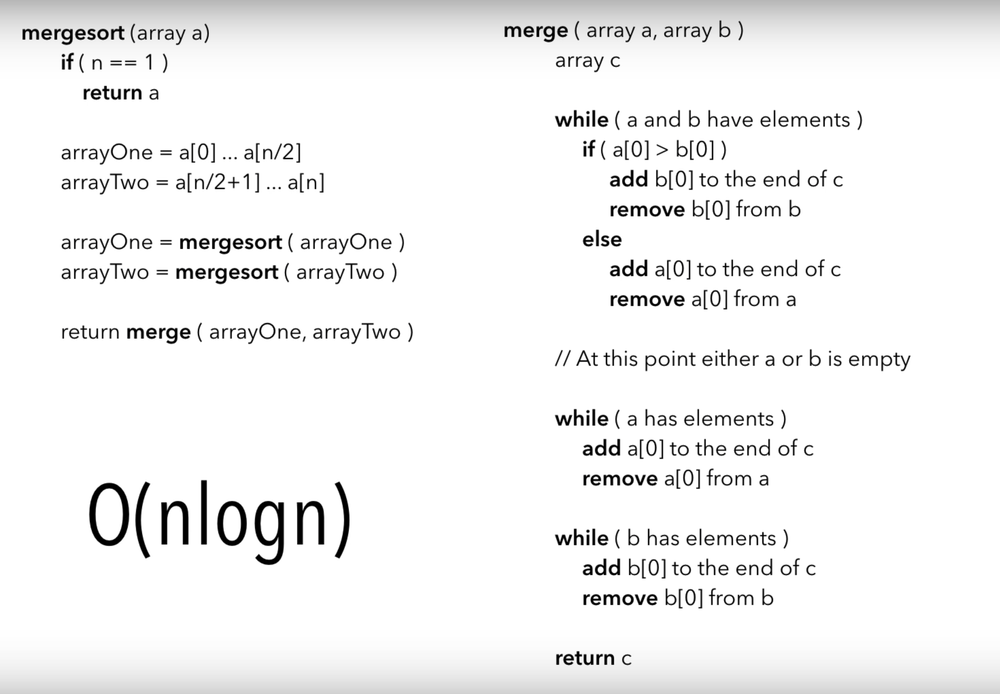 mergesort (array a)
if ( n == 1 )
return a
arrayOne = a[0] ... a[n/2]
arrayTwo = a[n/2+1] ... a[n]
arrayOne = mergesort ( arrayOne )
arrayTwo = mergesort ( arrayTwo )
return merge ( arrayOne, arrayTwo )
O(nlogn)
merge ( array a, array b )
array c
while ( a and b have elements )
if ( a[0] > b[0] )
add b[0] to the end of c
remove b[0] from b
else
add a[0] to the end of c
remove a[0] from a
// At this point either a or b is empty
while ( a has elements )
add a[0] to the end of c
remove a[0] from a
while ( b has elements )
add b[0] to the end of c
remove b[0] from b
return c